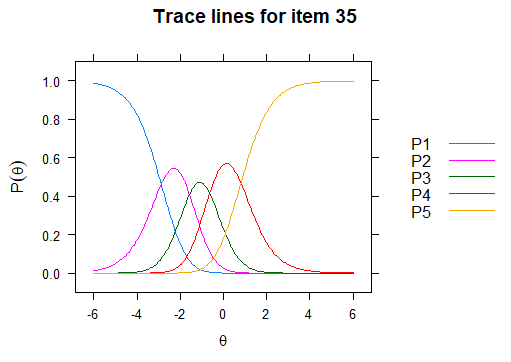 Trace lines for item 35
1.0
0.8
0.6
0.4
0.2
0.0
P(θ)
-6 -4 -2 0 2 4 6
θ
P1
P2
P3
P4
P5